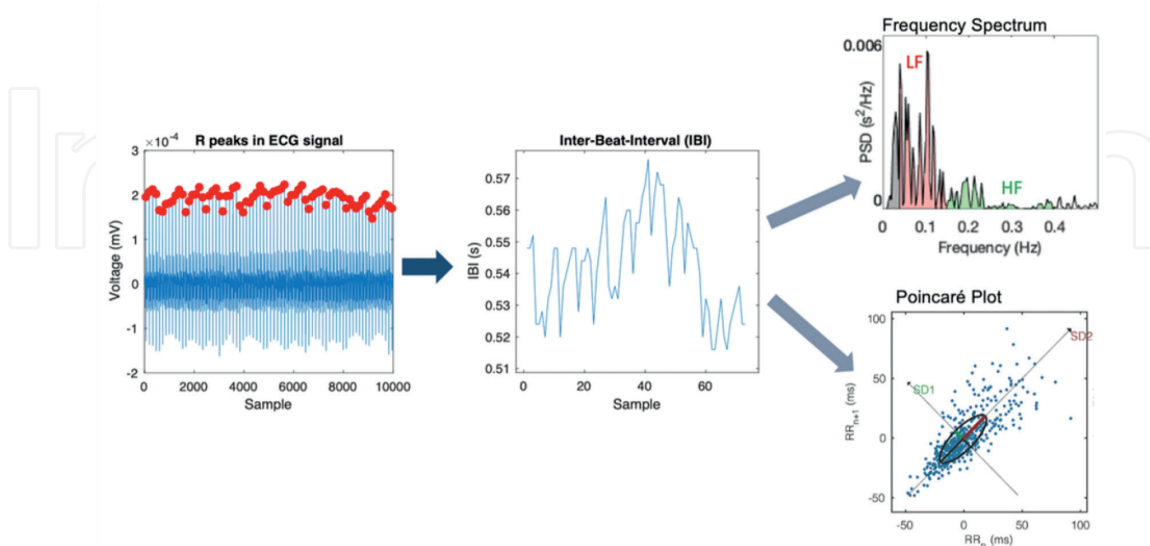 R peaks in ECG signal
×10⁻⁴
3
2
1
0
-1
-2
Voltage (mV)
0 2000 4000 6000 8000 10000
Sample
Inter-Beat-Interval (IBI)
0.57
0.56
0.55
0.54
0.53
0.52
0.51
IBI (s)
0 20 40 60
Sample
Frequency Spectrum
0.006
0
PSD (s²/Hz)
LF
HF
0 0.1 0.2 0.3 0.4
Frequency (Hz)
Poincaré Plot
100
50
0
-50
RRn+1 (ms)
SD1
SD2
-50 0 50 100
RRn (ms)